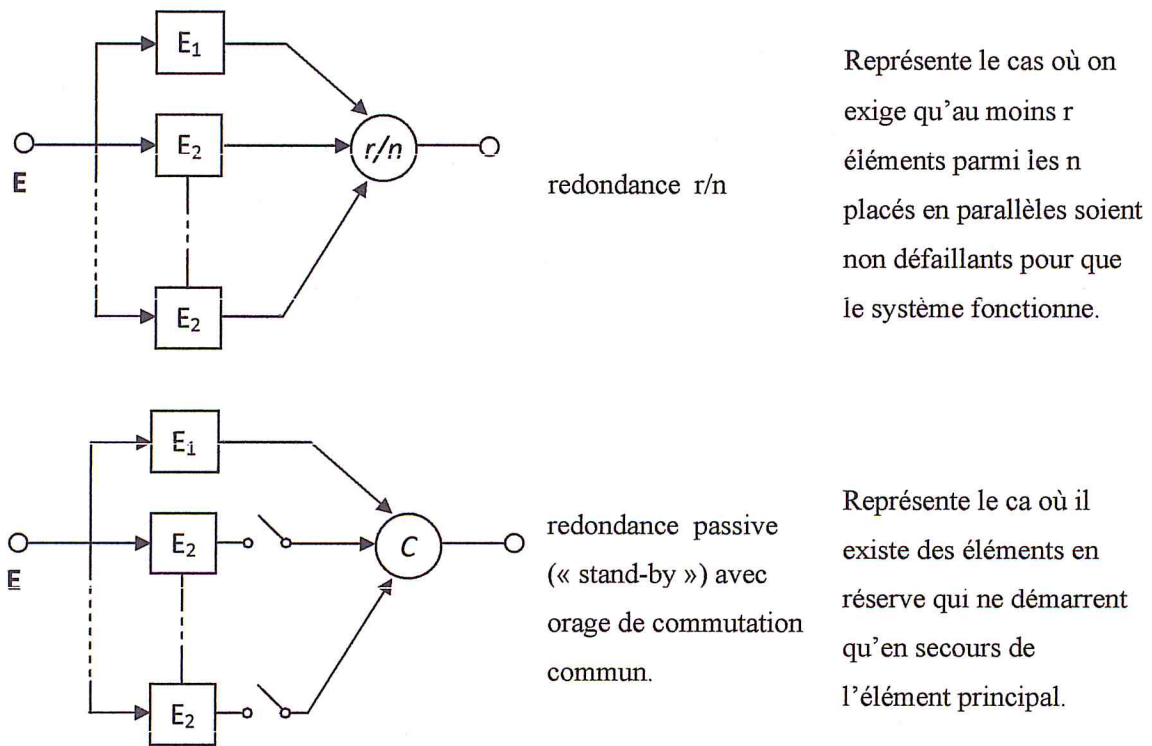 E₁
E₂
E₂
E
r/n
redondance r/n
Représente le cas où on
exige qu'au moins r
éléments parmi les n
placés en parallèles soient
non défaillants pour que
le système fonctionne.
E₁
E₂
E₂
E
C
redondance passive
(« stand-by ») avec
orage de commutation
commun.
Représente le ca où il
existe des éléments en
réserve qui ne démarrent
qu'en secours de
l'élément principal.